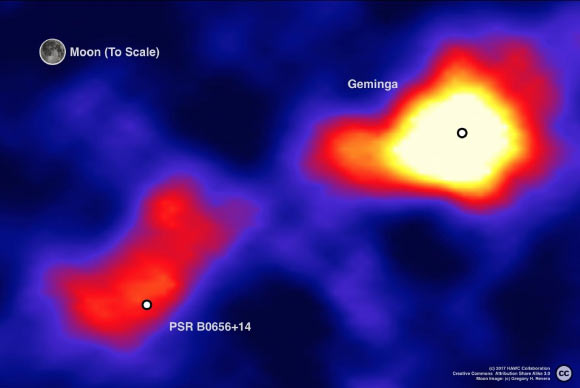 Moon (To Scale)
Geminga
PSR B0656+14
(c) 2017 HAWC Collaboration
Creative Commons Attribution Share Alike 3.0
Moon Image: (c) Gregory H. Revera
cc